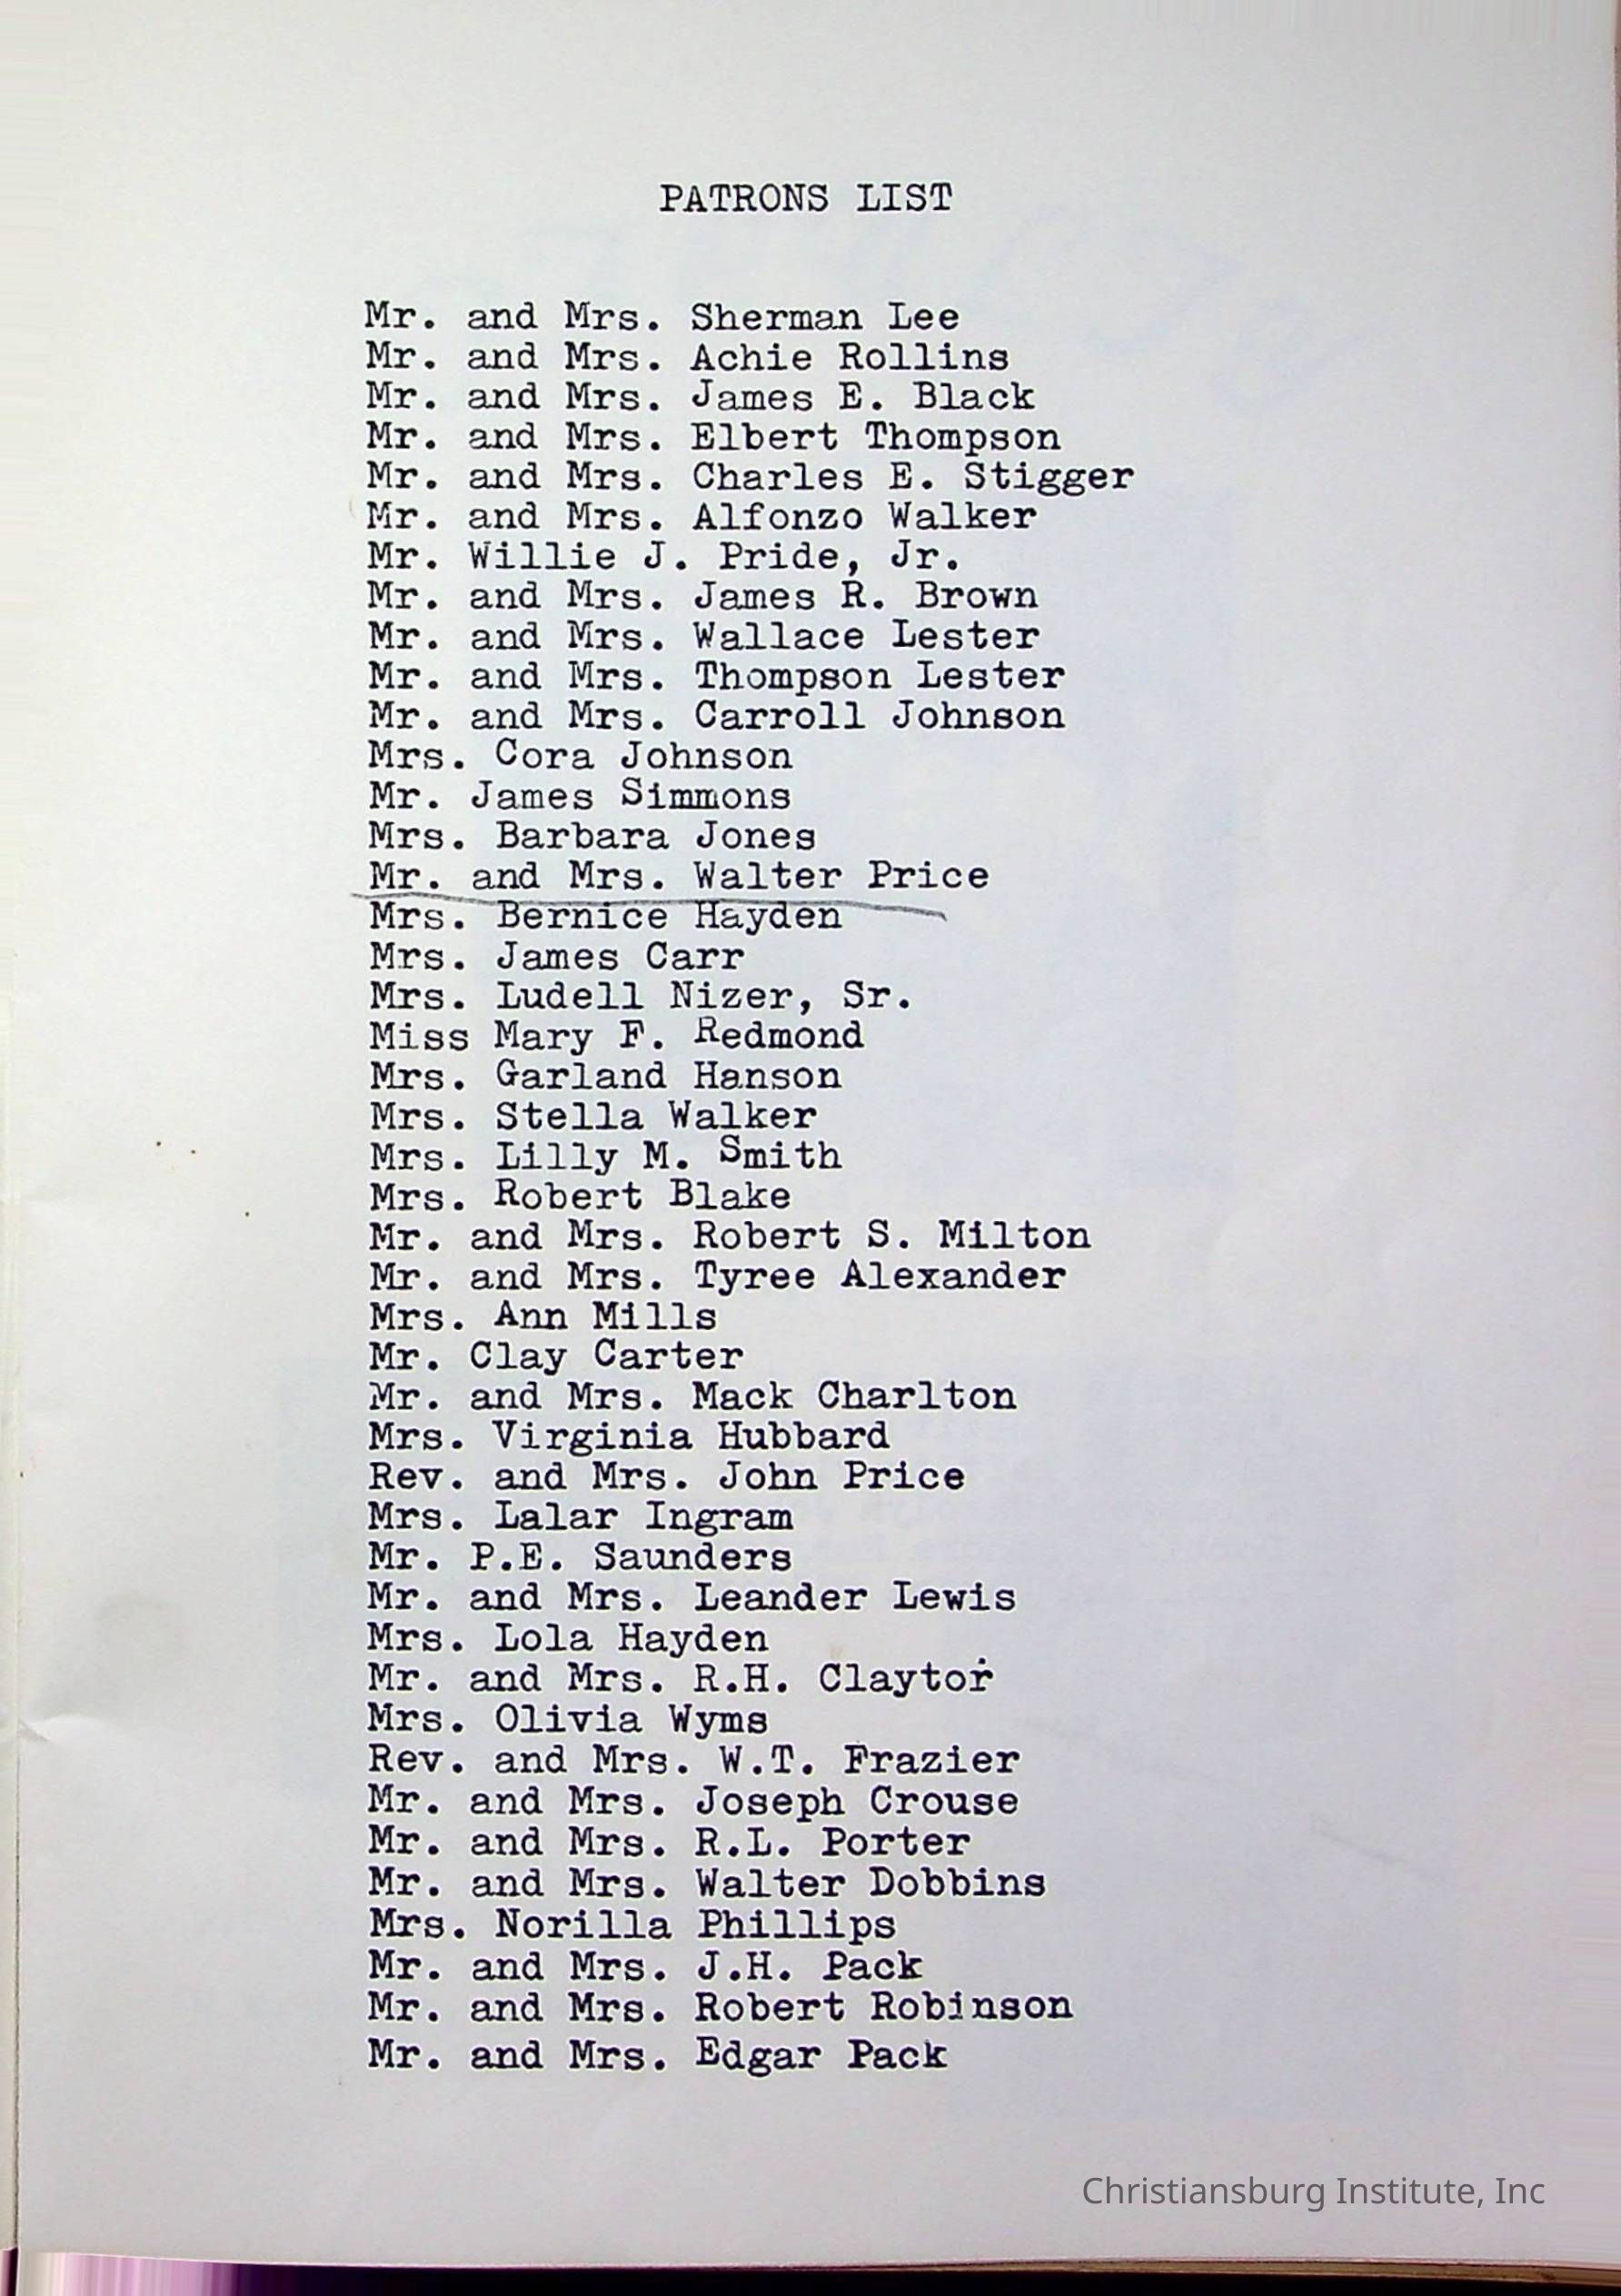 PATRONS LIST
Mr. and Mrs. Sherman Lee
Mr. and Mrs. Achie Rollins
Mr. and Mrs. James E. Black
Mr. and Mrs. Elbert Thompson
Mr. and Mrs. Charles E. Stigger
Mr. and Mrs. Alfonzo Walker
Mr. Willie J. Pride, Jr.
Mr. and Mrs. James R. Brown
Mr. and Mrs. Wallace Lester
Mr. and Mrs. Thompson Lester
Mr. and Mrs. Carroll Johnson
Mrs. Cora Johnson
Mr. James Simmons
Mrs. Barbara Jones
Mr. and Mrs. Walter Price
Mrs. Bernice Hayden
Mrs. James Carr
Mrs. Ludell Nizer, Sr.
Miss Mary F. Redmond
Mrs. Garland Hanson
Mrs. Stella Walker
Mrs. Lilly M. Smith
Mrs. Robert Blake
Mr. and Mrs. Robert S. Milton
Mr. and Mrs. Tyree Alexander
Mrs. Ann Mills
Mr. Clay Carter
Mr. and Mrs. Mack Charlton
Mrs. Virginia Hubbard
Rev. and Mrs. John Price
Mrs. Lalar Ingram
Mr. P.E. Saunders
Mr. and Mrs. Leander Lewis
Mrs. Lola Hayden
Mr. and Mrs. R.H. Claytor
Mrs. Olivia Wyms
Rev. and Mrs. W.T. Frazier
Mr. and Mrs. Joseph Crouse
Mr. and Mrs. R.L. Porter
Mr. and Mrs. Walter Dobbins
Mrs. Norilla Phillips
Mr. and Mrs. J.H. Pack
Mr. and Mrs. Robert Robinson
Mr. and Mrs. Edgar Pack
Christiansburg Institute, Inc